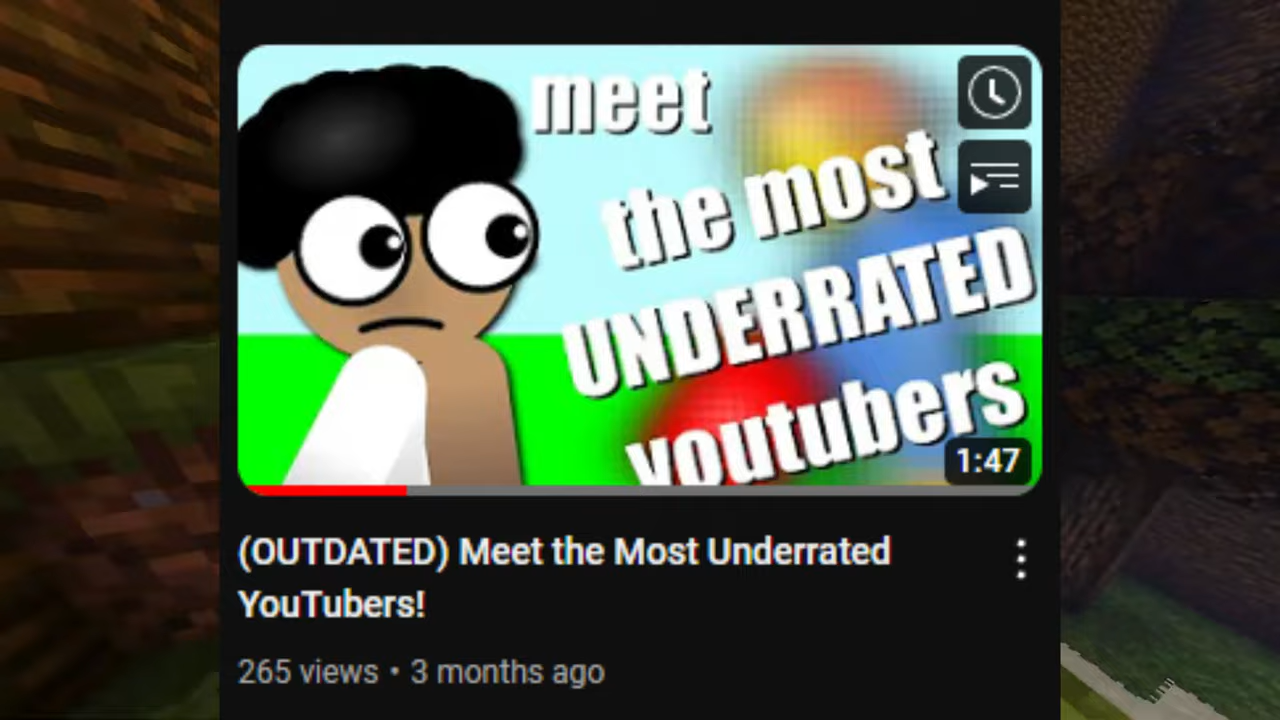 meet
the most
UNDERRATED
youtubers
1:47
(OUTDATED) Meet the Most Underrated
YouTubers!
265 views • 3 months ago